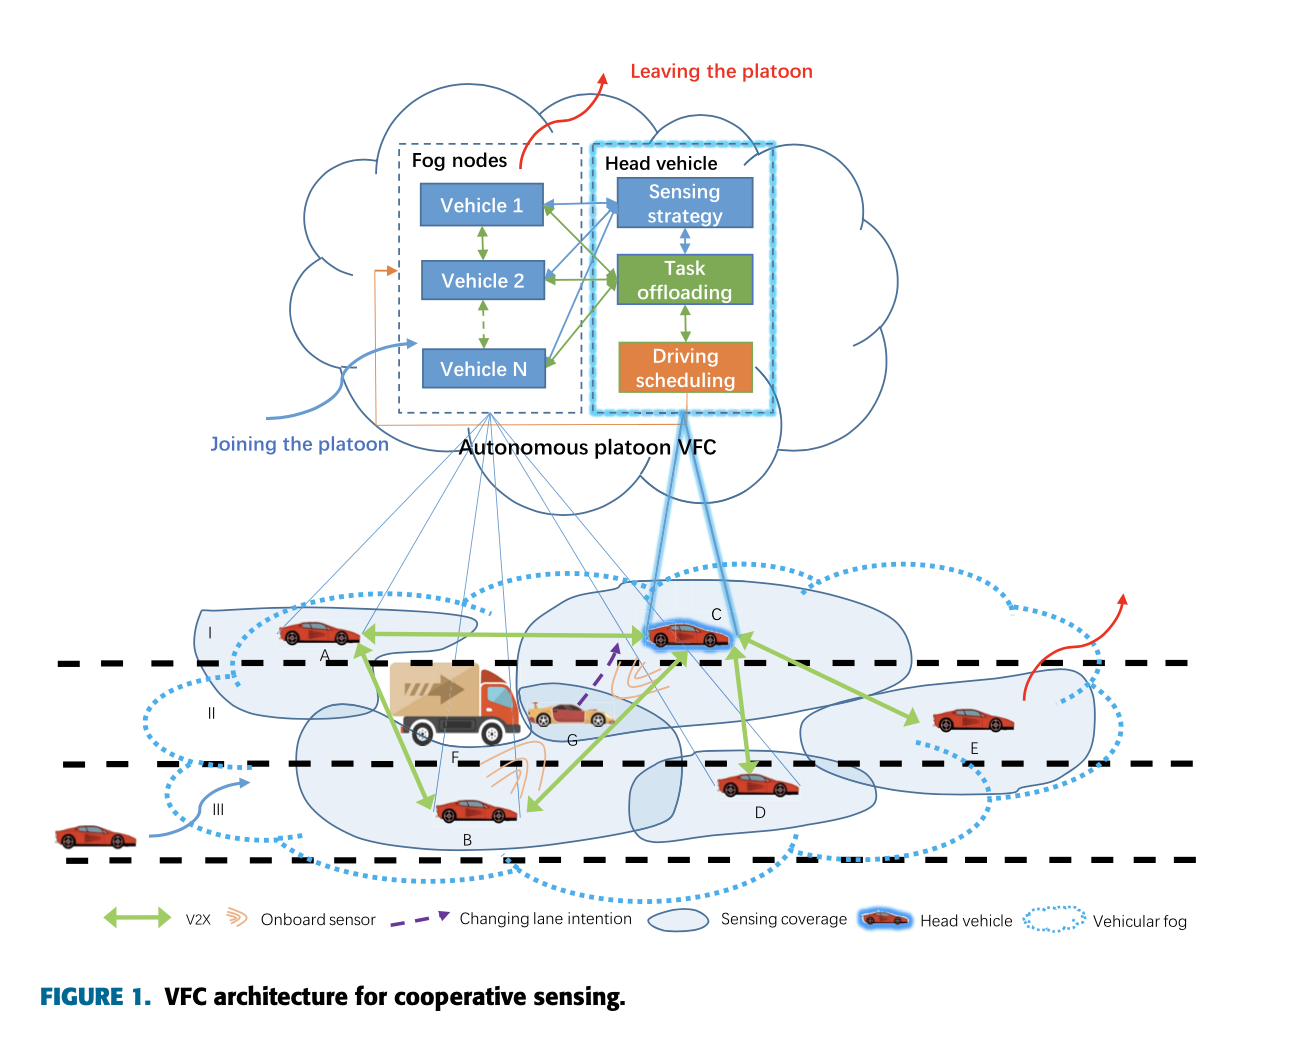 Leaving the platoon
Fog nodes
Head vehicle
Vehicle 1
Sensing
strategy
Vehicle 2
Task
offloading
Vehicle N
Driving
scheduling
Joining the platoon
Autonomous platoon VFC
I
A
C
II
F
G
E
III
B
D
V2X
Onboard sensor
Changing lane intention
Sensing coverage
Head vehicle
Vehicular fog
FIGURE 1. VFC architecture for cooperative sensing.